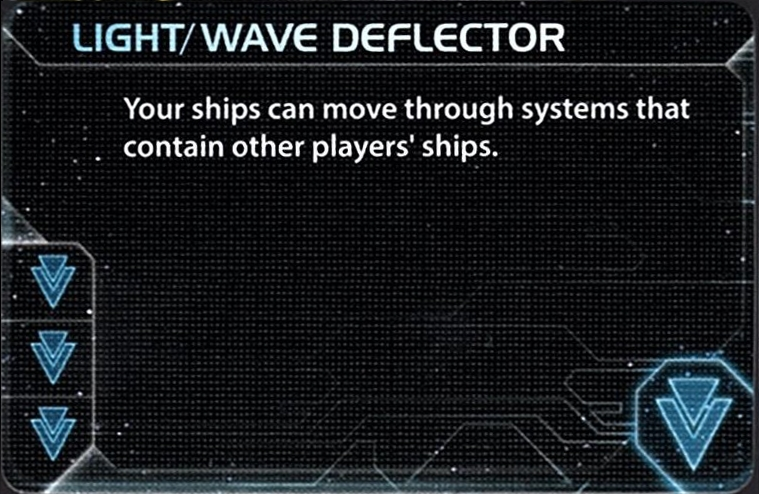 LIGHT/WAVE DEFLECTOR
Your ships can move through systems that
contain other players' ships.